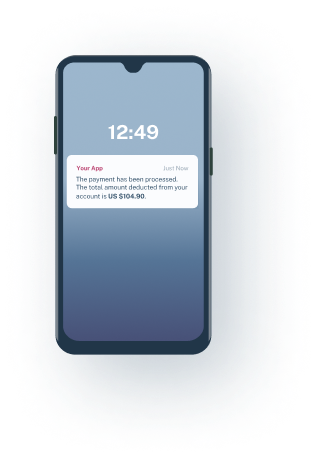 12:49
Your App Just Now
The payment has been processed.
The total amount deducted from your
account is US $104.90.